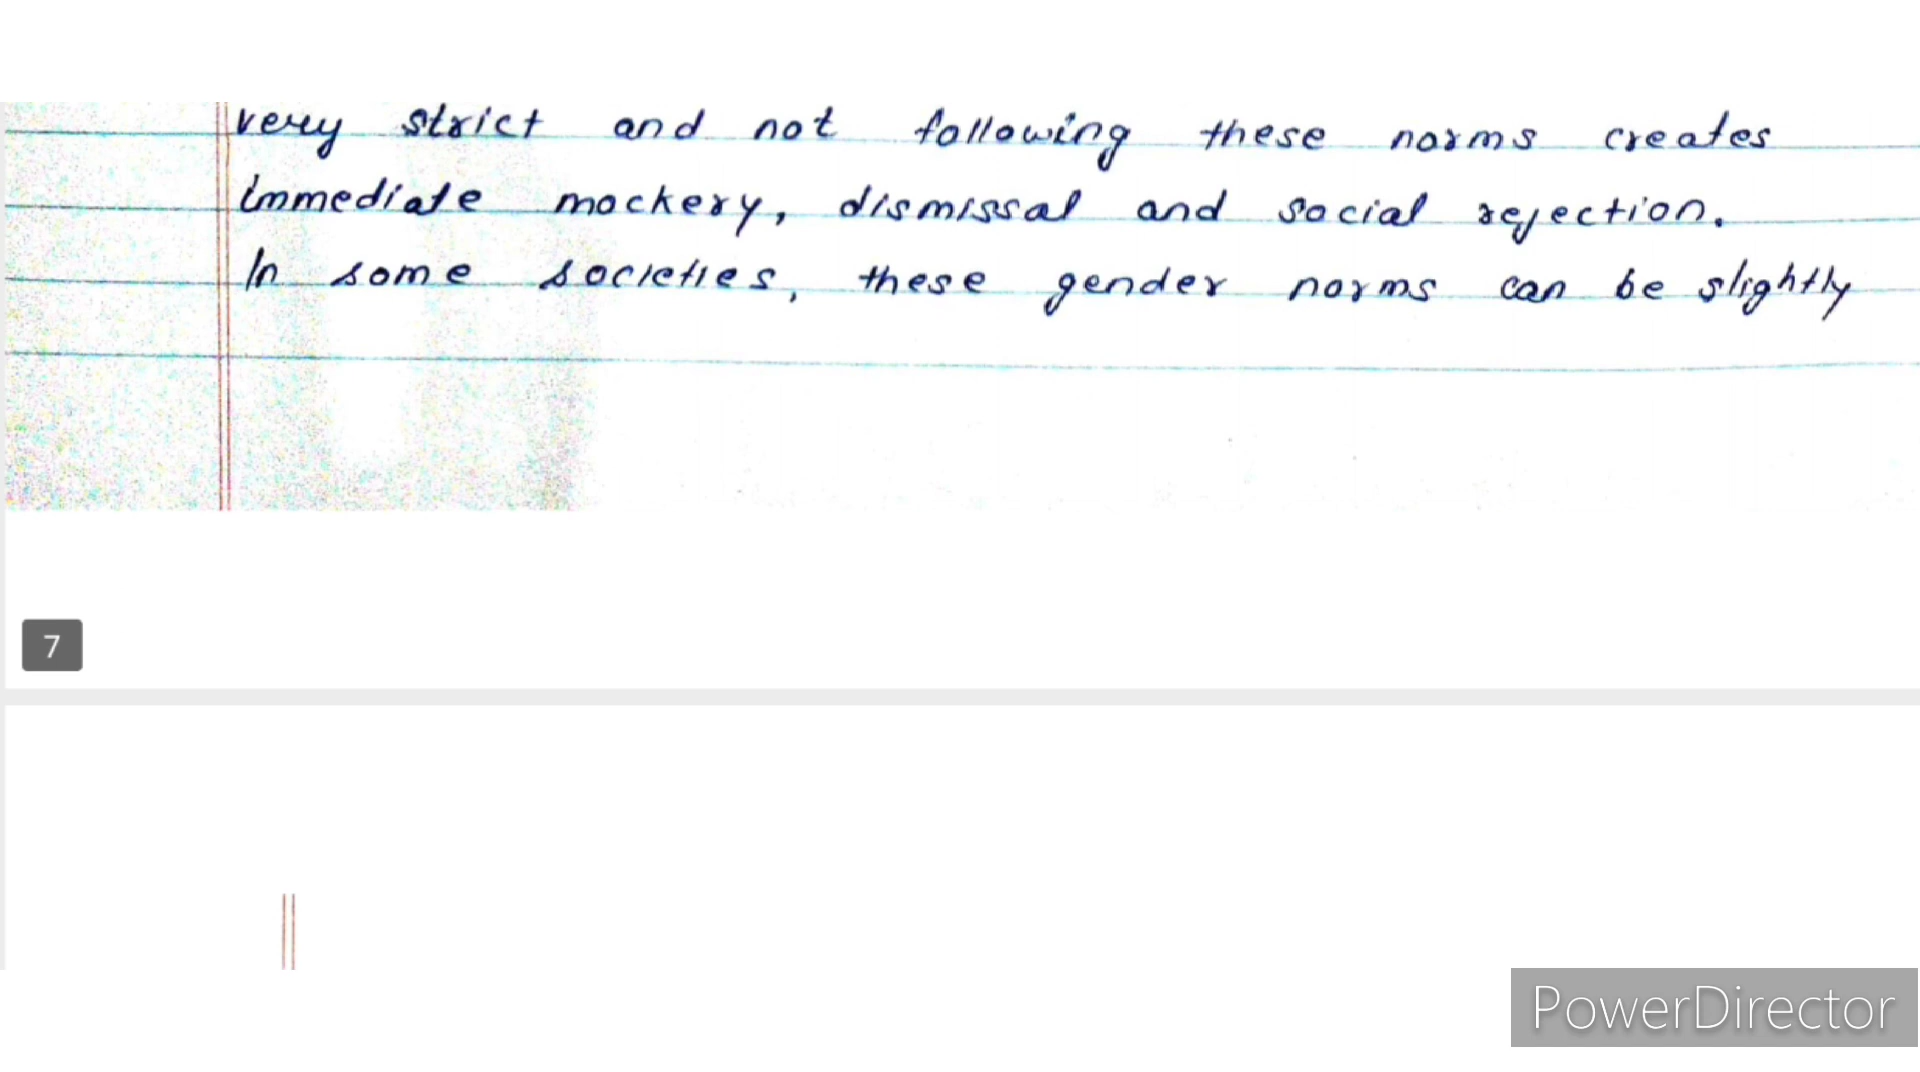 very strict and not following these norms creates
immediate mockery, dismissal and social rejection.
In some societies, these gender norms can be slightly
7
PowerDirector